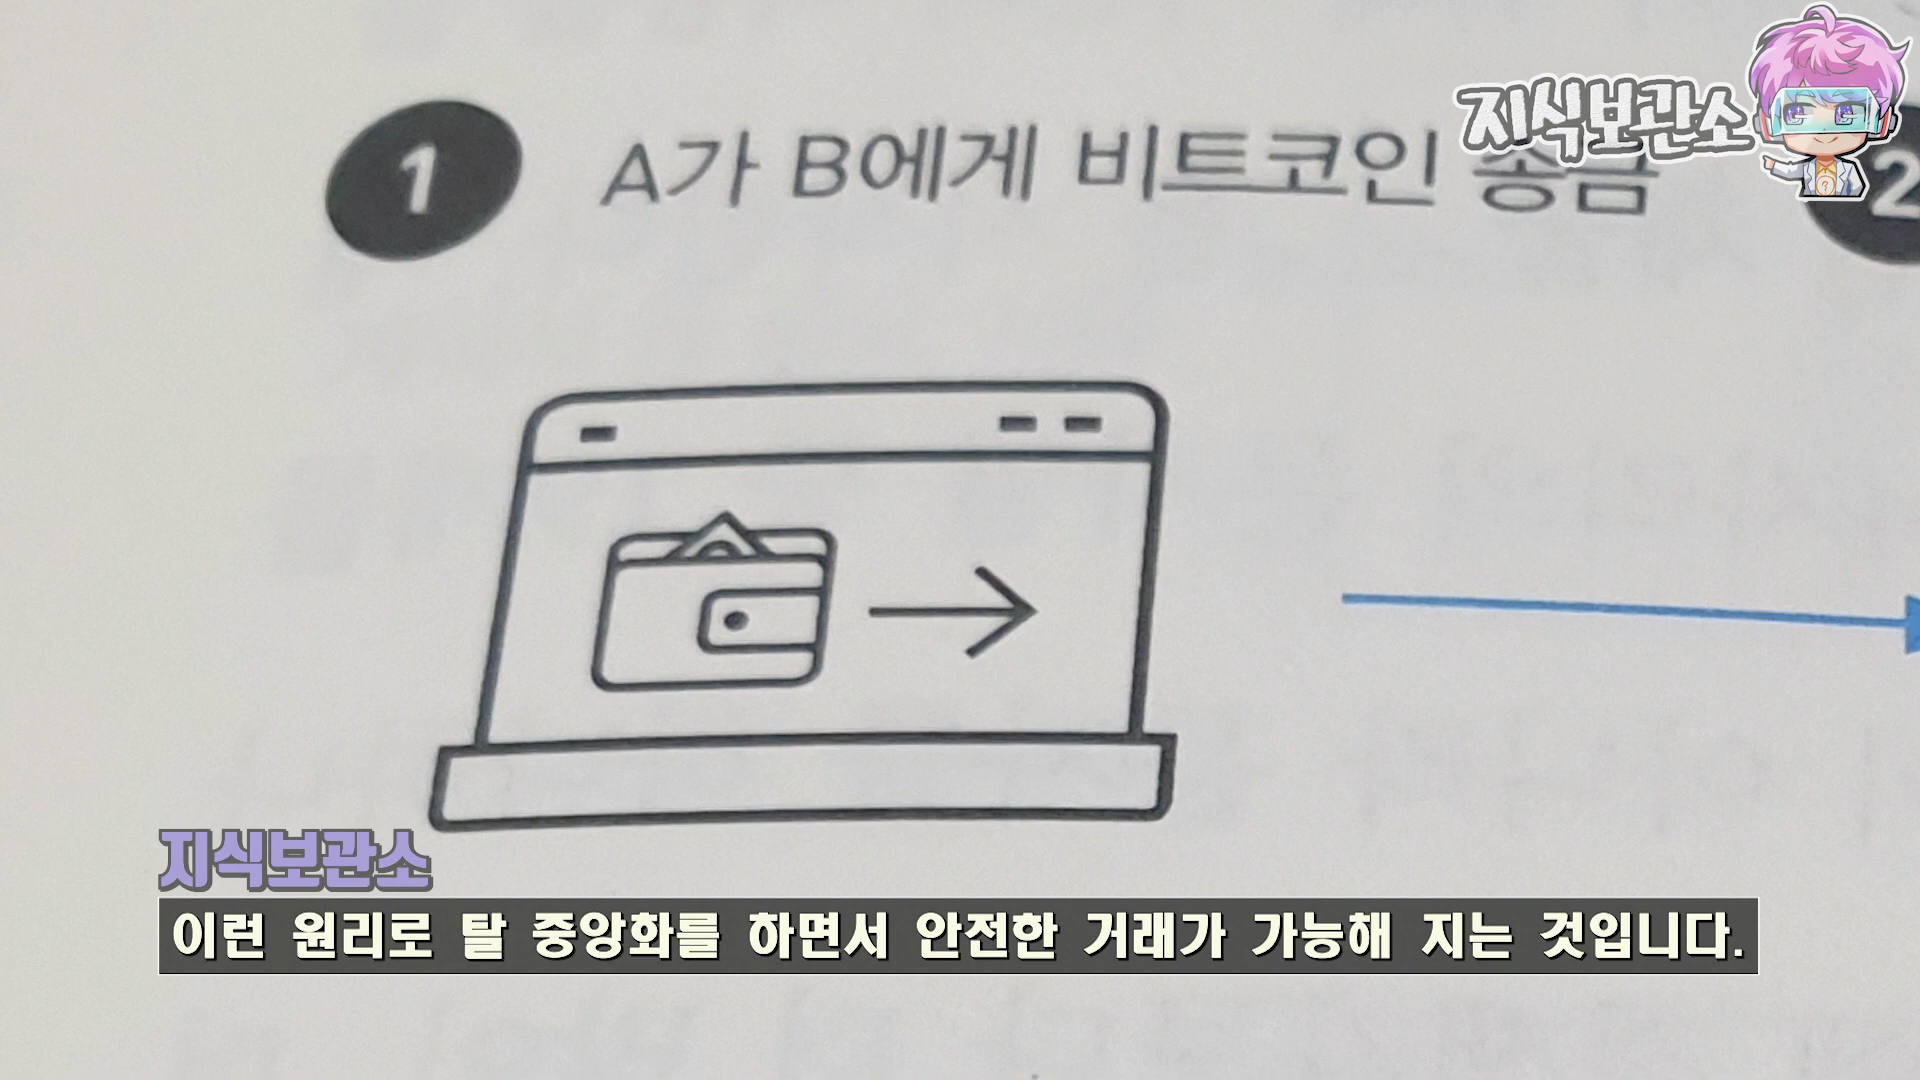 지식보관소
1 A가 B에게 비트코인 송금
2
지식보관소
이런 원리로 탈 중앙화를 하면서 안전한 거래가 가능해 지는 것입니다.